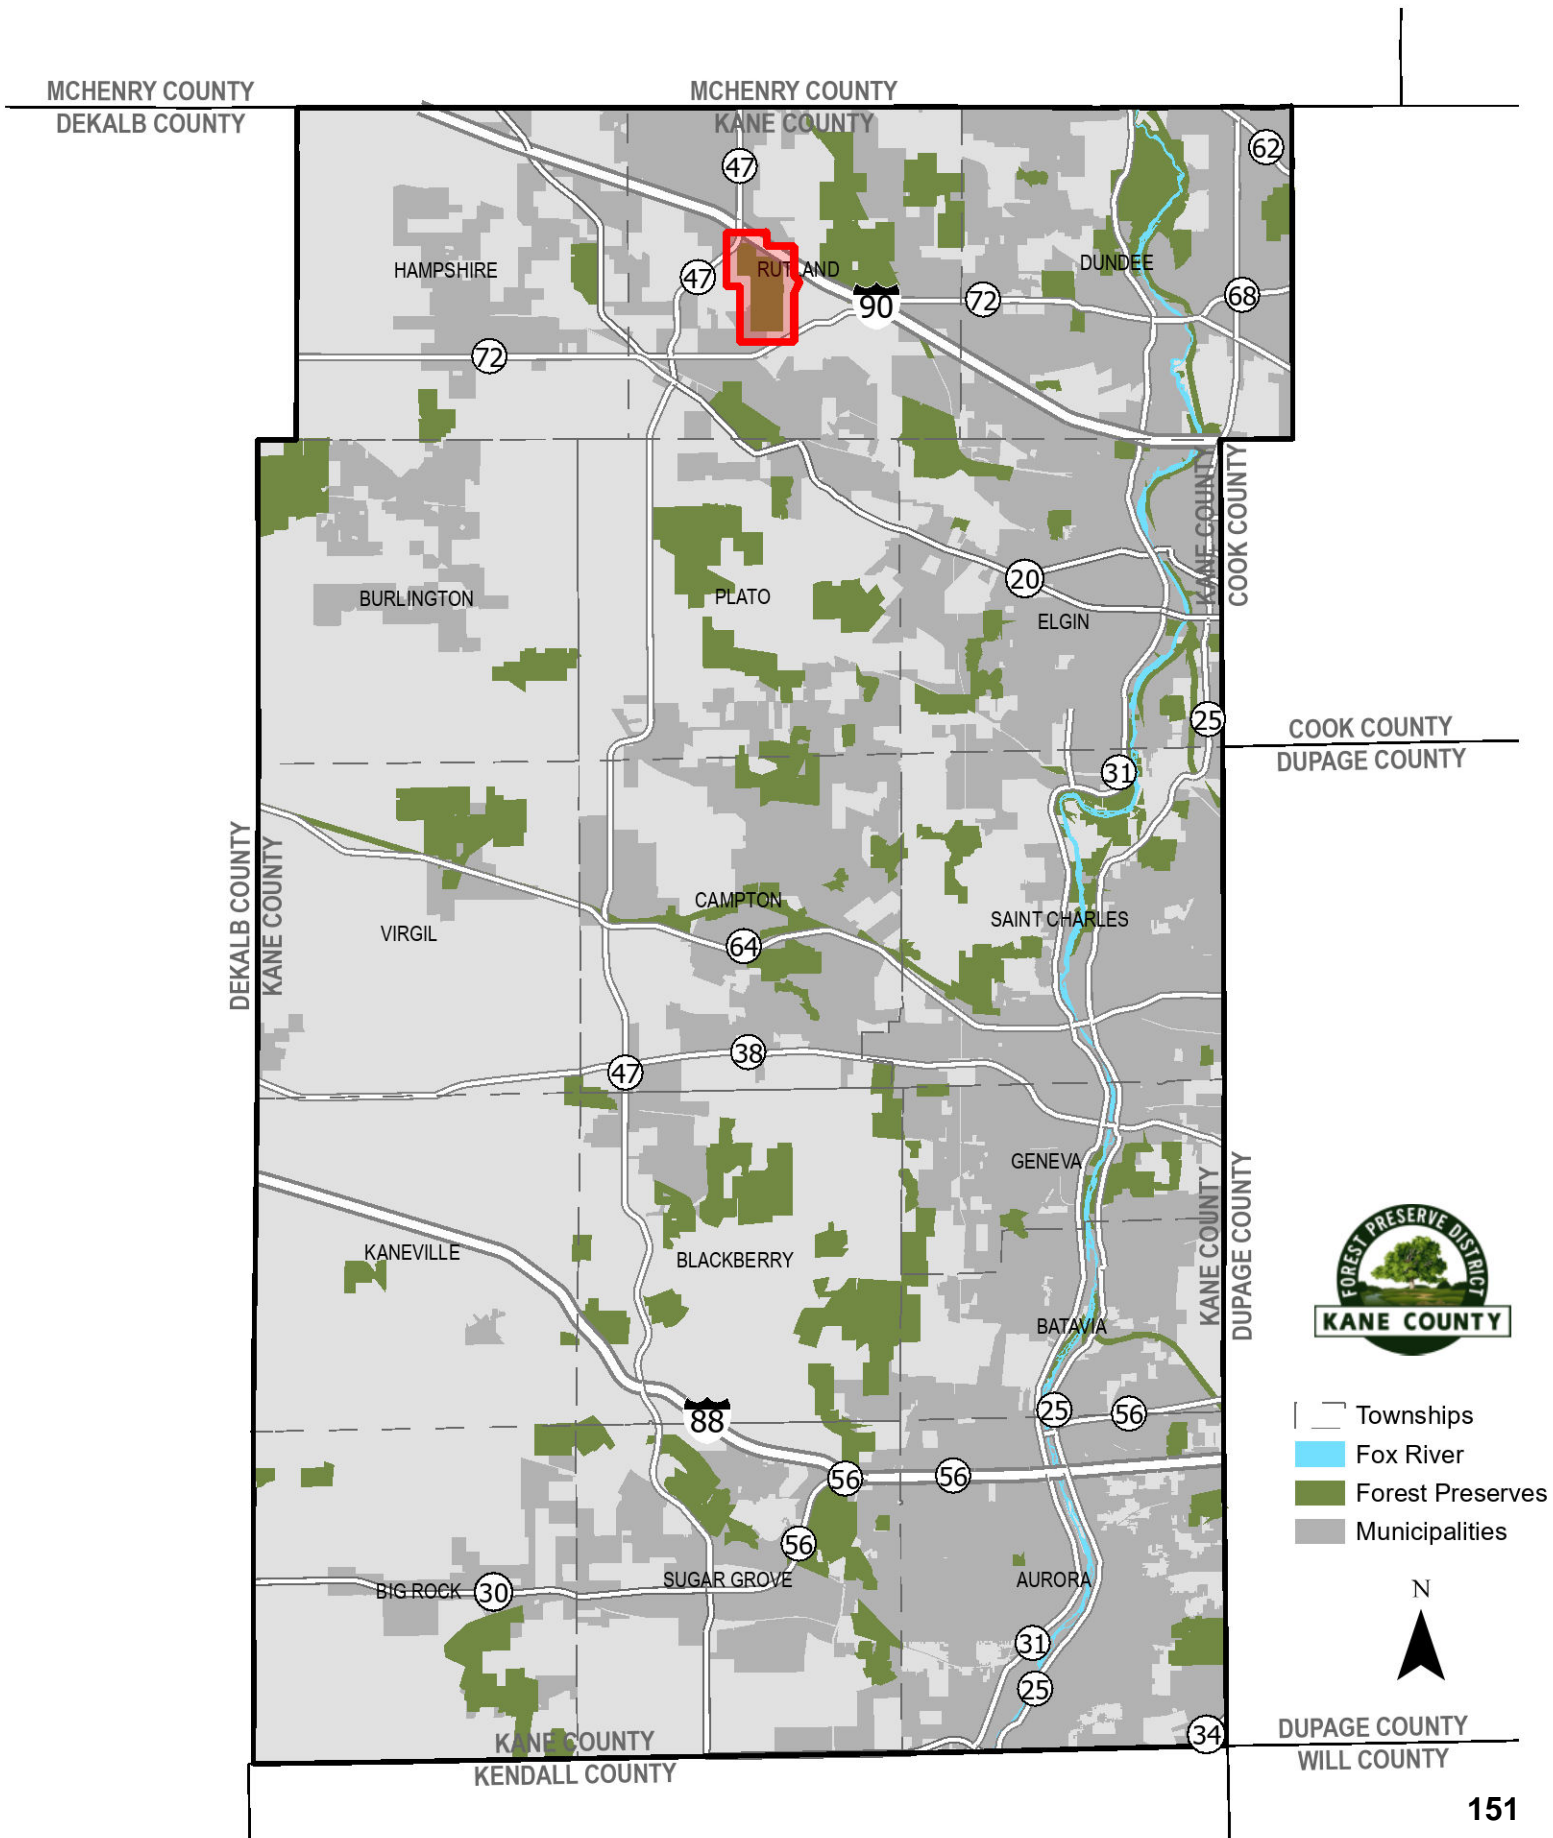 MCHENRY COUNTY
DEKALB COUNTY
MCHENRY COUNTY
KANE COUNTY
62
47
HAMPSHIRE
47
RUTLAND
DUNDEE
90
72
68
72
KANE COUNTY
COOK COUNTY
BURLINGTON
PLATO
20
ELGIN
25
COOK COUNTY
DUPAGE COUNTY
31
DEKALB COUNTY
KANE COUNTY
CAMPTON
VIRGIL
64
SAINT CHARLES
38
47
GENEVA
KANE COUNTY
DUPAGE COUNTY
KANEVILLE
BLACKBERRY
BATAVIA
FOREST PRESERVE DISTRICT
KANE COUNTY
88
25
56
Townships
Fox River
Forest Preserves
Municipalities
56
56
56
BIG ROCK
30
SUGAR GROVE
AURORA
N
31
25
34
KANE COUNTY
KENDALL COUNTY
DUPAGE COUNTY
WILL COUNTY
151